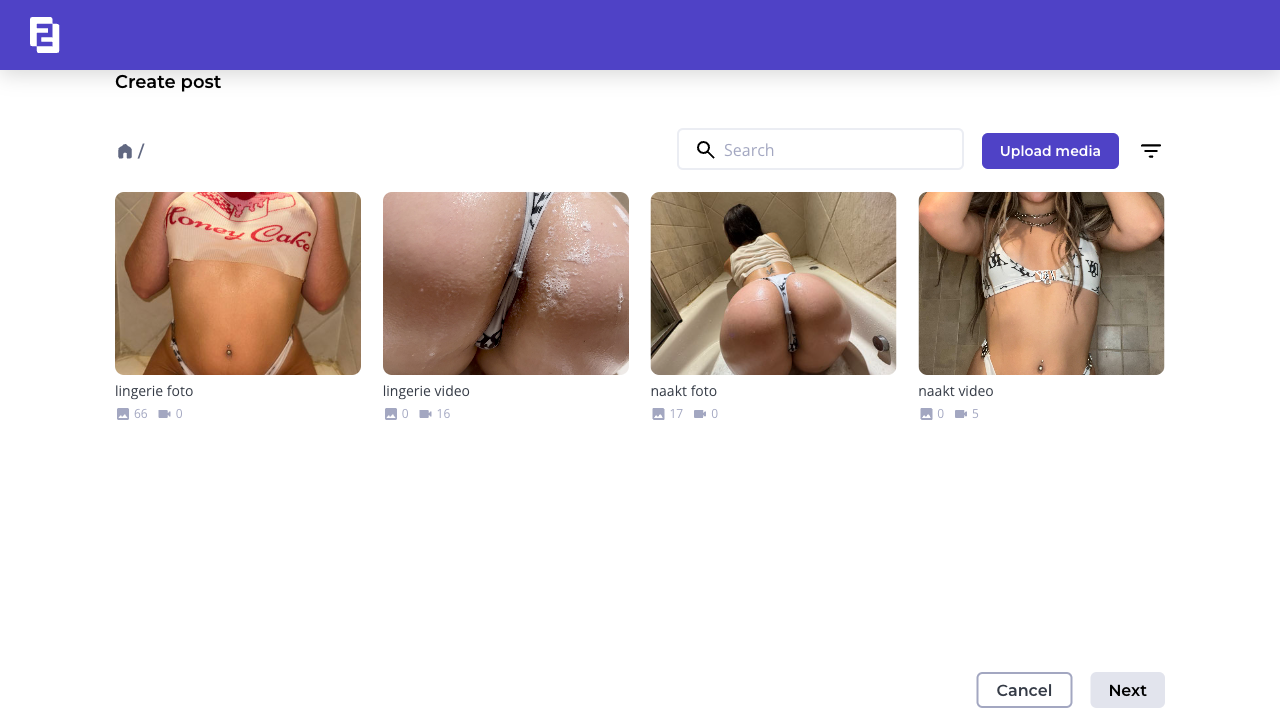 Create post
/
Search
Upload media
Honey Cake
lingerie foto
66 0
lingerie video
0 16
naakt foto
17 0
naakt video
0 5
Cancel
Next